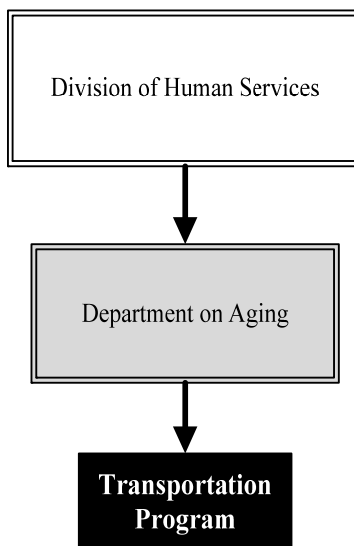 Division of Human Services
Department on Aging
Transportation
Program